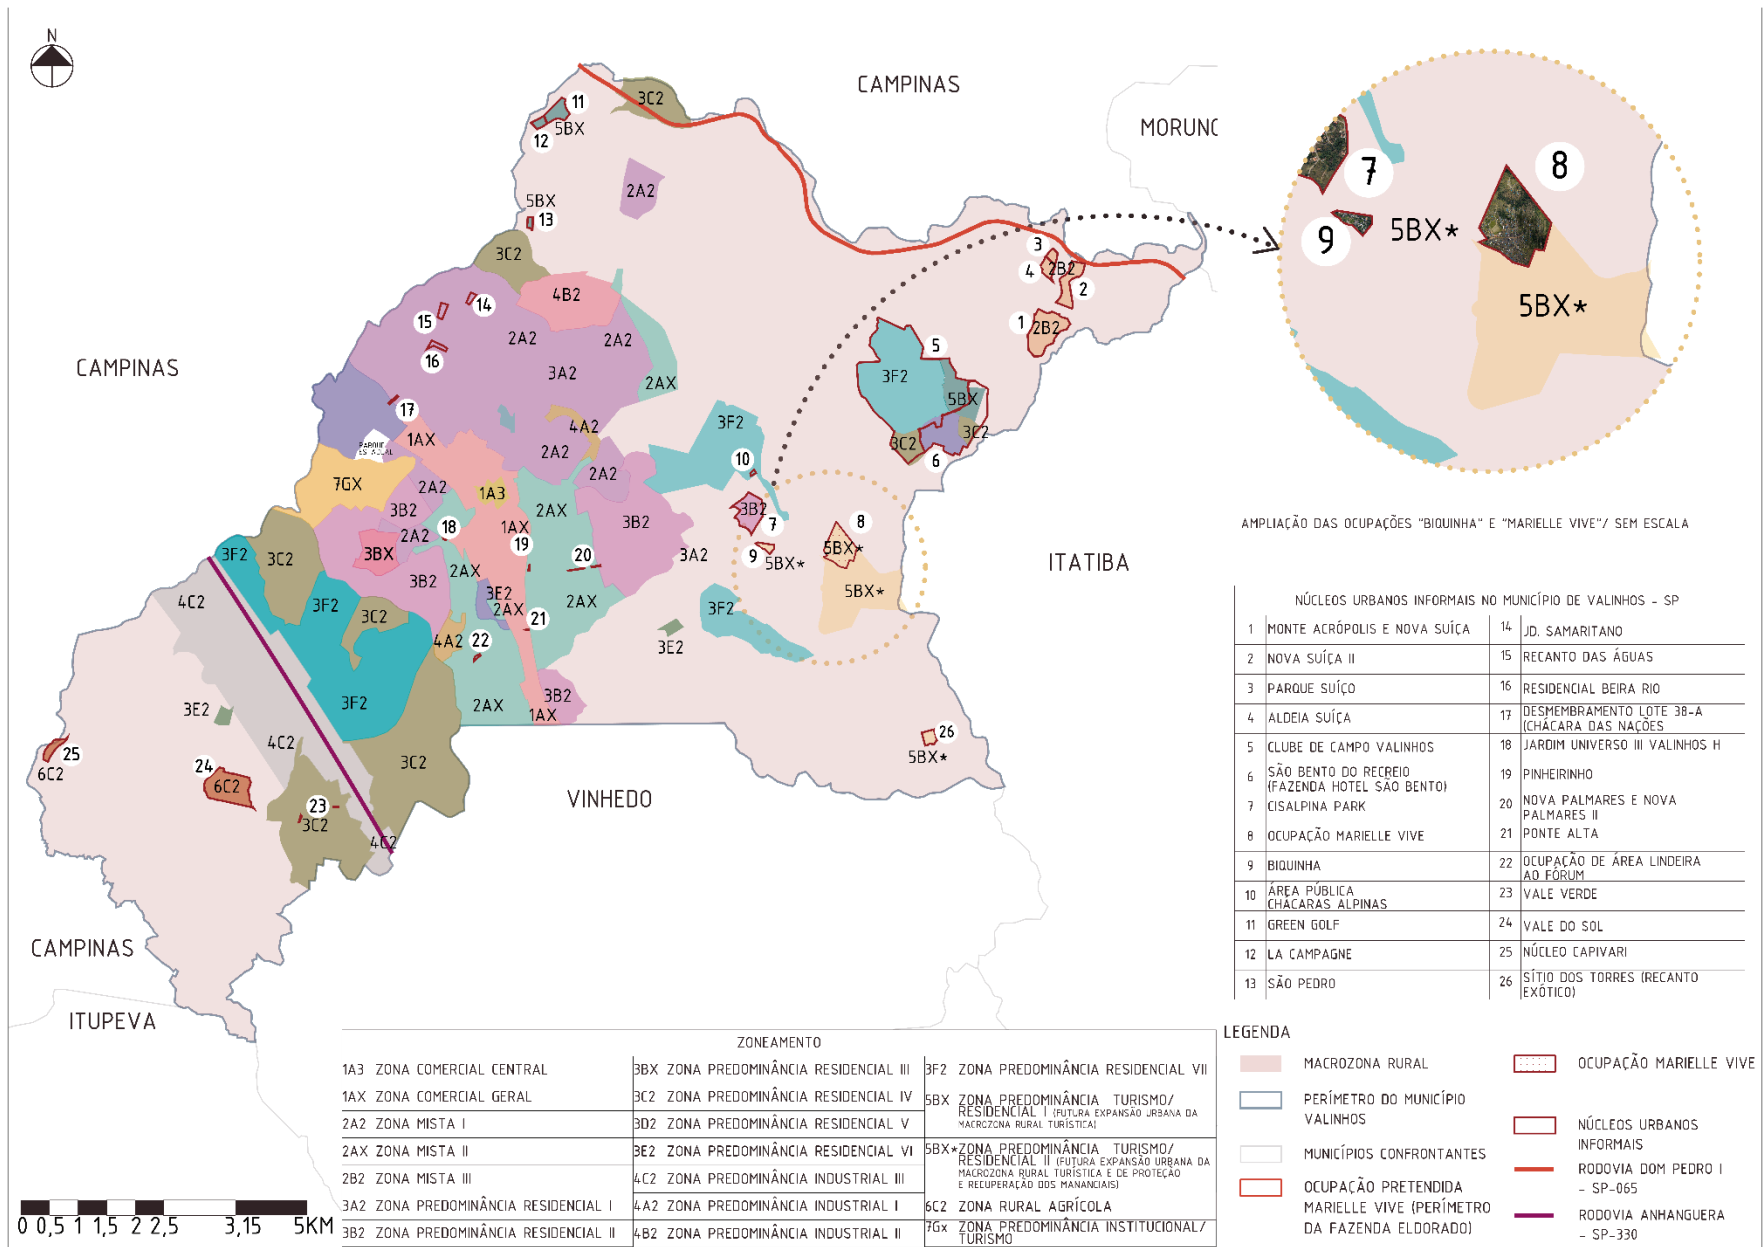 N
CAMPINAS
MORUNG
CAMPINAS
ITATIBA
VINHEDO
CAMPINAS
ITUPEVA
11
12
5BX
3C2
2A2
5BX
13
3C2
4B2
14
15
16
2A2
2A2
3A2
2AX
17
1AX
PARQUE
ESTADUAL
4A2
2A2
2A2
7GX
2A2
1A3
3B2
2AX
1AX
3B2
18
2A2
3BX
19
20
3A2
3B2
2AX
3E2
2AX
2AX
21
22
4A2
2AX
3B2
1AX
3F2
3C2
3F2
3C2
3F2
4C2
3E2
4C2
3C2
25
6C2
24
6C2
23
3C2
4C2
3
4
2B2
2
1
2B2
5
3F2
5BX
3C2
3C2
6
3F2
10
3B2
7
8
9
5BX*
5BX*
5BX*
3F2
3E2
26
5BX*
7
8
9
5BX*
5BX*
AMPLIAÇÃO DAS OCUPAÇÕES "BIQUINHA" E "MARIELLE VIVE"/ SEM ESCALA
NÚCLEOS URBANOS INFORMAIS NO MUNICÍPIO DE VALINHOS - SP
1 MONTE ACRÓPOLIS E NOVA SUÍÇA
2 NOVA SUÍÇA II
3 PARQUE SUÍÇO
4 ALDEIA SUÍÇA
5 CLUBE DE CAMPO VALINHOS
6 SÃO BENTO DO RECREIO
(FAZENDA HOTEL SÃO BENTO)
7 CISALPINA PARK
8 OCUPAÇÃO MARIELLE VIVE
9 BIQUINHA
10 ÁREA PÚBLICA
CHÁCARAS ALPINAS
11 GREEN GOLF
12 LA CAMPAGNE
13 SÃO PEDRO
14 JD. SAMARITANO
15 RECANTO DAS ÁGUAS
16 RESIDENCIAL BEIRA RIO
17 DESMEMBRAMENTO LOTE 38-A
(CHÁCARA DAS NAÇÕES
18 JARDIM UNIVERSO III VALINHOS H
19 PINHEIRINHO
20 NOVA PALMARES E NOVA
PALMARES II
21 PONTE ALTA
22 OCUPAÇÃO DE ÁREA LINDEIRA
AO FÓRUM
23 VALE VERDE
24 VALE DO SOL
25 NÚCLEO CAPIVARI
26 SÍTIO DOS TORRES (RECANTO
EXÓTICO)
0 0,5 1 1,5 2 2,5 3,15 5KM
ZONEAMENTO
1A3 ZONA COMERCIAL CENTRAL
1AX ZONA COMERCIAL GERAL
2A2 ZONA MISTA I
2AX ZONA MISTA II
2B2 ZONA MISTA III
3A2 ZONA PREDOMINÂNCIA RESIDENCIAL I
3B2 ZONA PREDOMINÂNCIA RESIDENCIAL II
3BX ZONA PREDOMINÂNCIA RESIDENCIAL III
3C2 ZONA PREDOMINÂNCIA RESIDENCIAL IV
3D2 ZONA PREDOMINÂNCIA RESIDENCIAL V
3E2 ZONA PREDOMINÂNCIA RESIDENCIAL VI
4C2 ZONA PREDOMINÂNCIA INDUSTRIAL III
4A2 ZONA PREDOMINÂNCIA INDUSTRIAL I
4B2 ZONA PREDOMINÂNCIA INDUSTRIAL II
3F2 ZONA PREDOMINÂNCIA RESIDENCIAL VII
5BX ZONA PREDOMINÂNCIA TURISMO/
RESIDENCIAL I (FUTURA EXPANSÃO URBANA DA
MACROZONA RURAL TURÍSTICA)
5BX* ZONA PREDOMINÂNCIA TURISMO/
RESIDENCIAL II (FUTURA EXPANSÃO URBANA DA
MACROZONA RURAL TURÍSTICA E DE PROTEÇÃO
E RECUPERAÇÃO DOS MANANCIAIS)
6C2 ZONA RURAL AGRÍCOLA
7Gx ZONA PREDOMINÂNCIA INSTITUCIONAL/
TURISMO
LEGENDA
MACROZONA RURAL
PERÍMETRO DO MUNICÍPIO
VALINHOS
MUNICÍPIOS CONFRONTANTES
OCUPAÇÃO PRETENDIDA
MARIELLE VIVE (PERÍMETRO
DA FAZENDA ELDORADO)
OCUPAÇÃO MARIELLE VIVE
NÚCLEOS URBANOS
INFORMAIS
RODOVIA DOM PEDRO I
- SP-065
RODOVIA ANHANGUERA
- SP-330